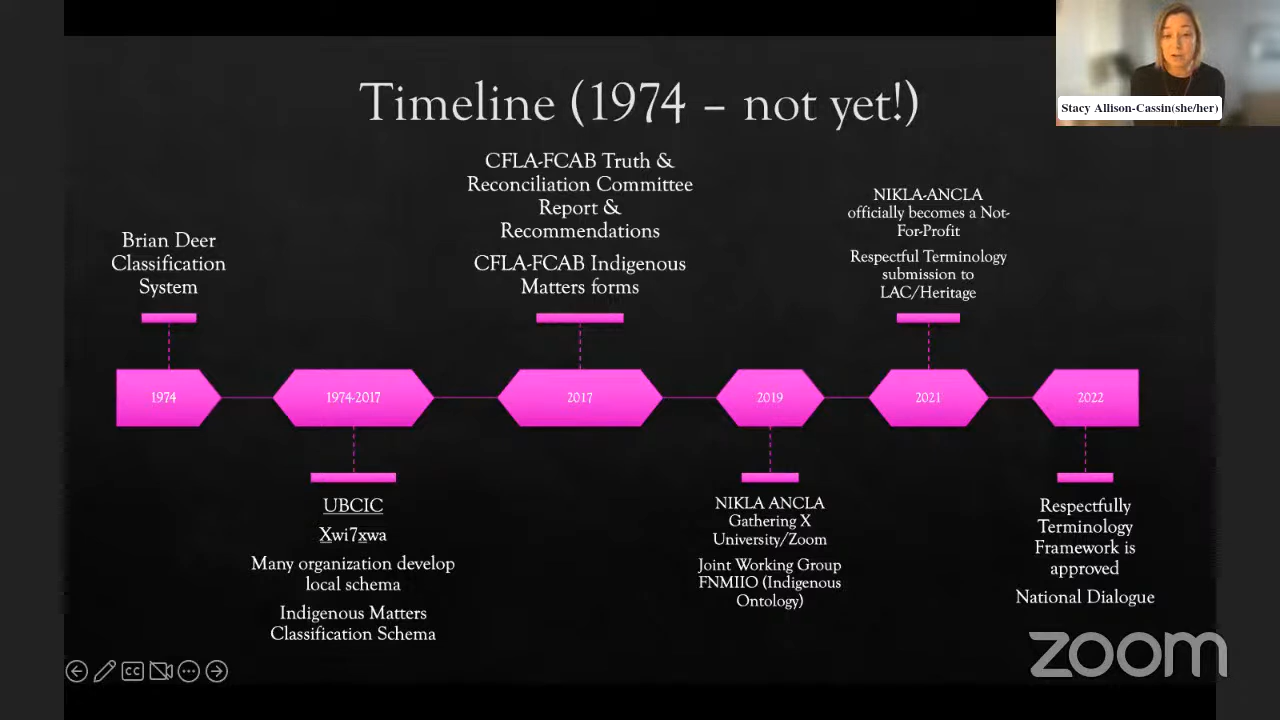 Timeline (1974 – not yet!)
Stacy Allison-Cassin(she/her)
Brian Deer
Classification
System
CFLA-FCAB Truth &
Reconciliation Committee
Report &
Recommendations
CFLA-FCAB Indigenous
Matters forms
NIKLA-ANCLA
officially becomes a Not-
For-Profit
Respectful Terminology
submission to
LAC/Heritage
1974
1974-2017
2017
2019
2021
2022
UBCIC
X̲wi7x̲wa
Many organization develop
local schema
Indigenous Matters
Classification Schema
NIKLA ANCLA
Gathering X
University/Zoom
Joint Working Group
FNMIIO (Indigenous
Ontology)
Respectfully
Terminology
Framework is
approved
National Dialogue
CC
zoom